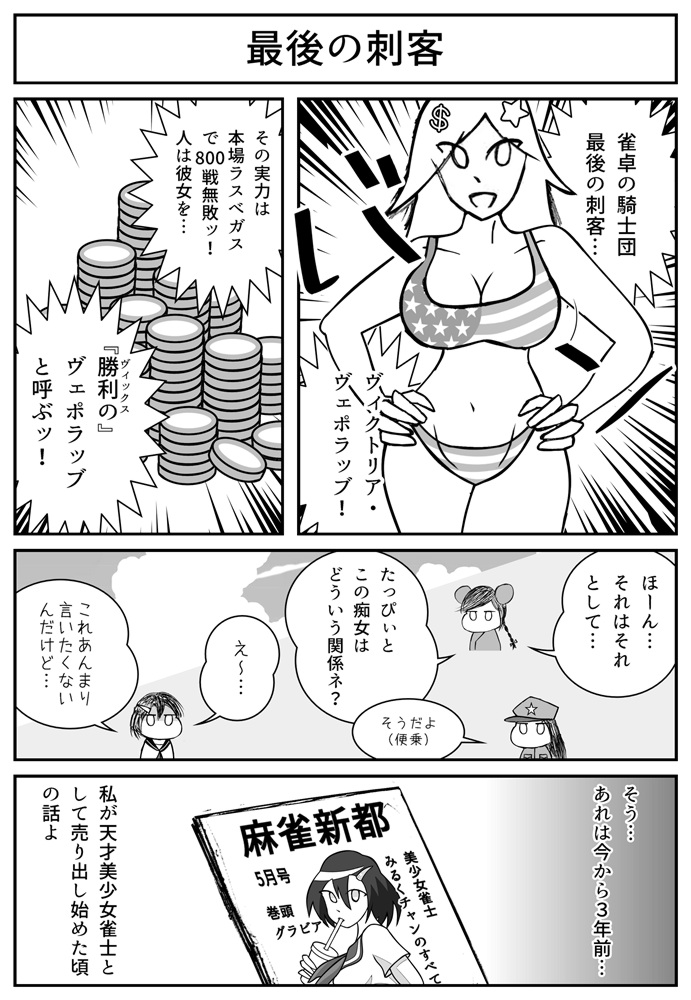 最後の刺客
雀卓の騎士団
最後の刺客…
ヴィクトリア・
ヴェポラッブ！
バン
その実力は
本場ラスベガス
で800戦無敗ッ！
人は彼女を…
『勝利の』
ヴィックス
ヴェポラッブ
と呼ぶッ！
ほーん…
それはそれ
として…
たっぴぃと
この痴女は
どういう関係ネ？
そうだよ
（便乗）
え～…
これあんまり
言いたくない
んだけど…
そう…
あれは今から３年前…
麻雀新都
5月号
巻頭
グラビア
美少女雀士
みるくチャンのすべて
私が天才美少女雀士と
して売り出し始めた頃
の話よ